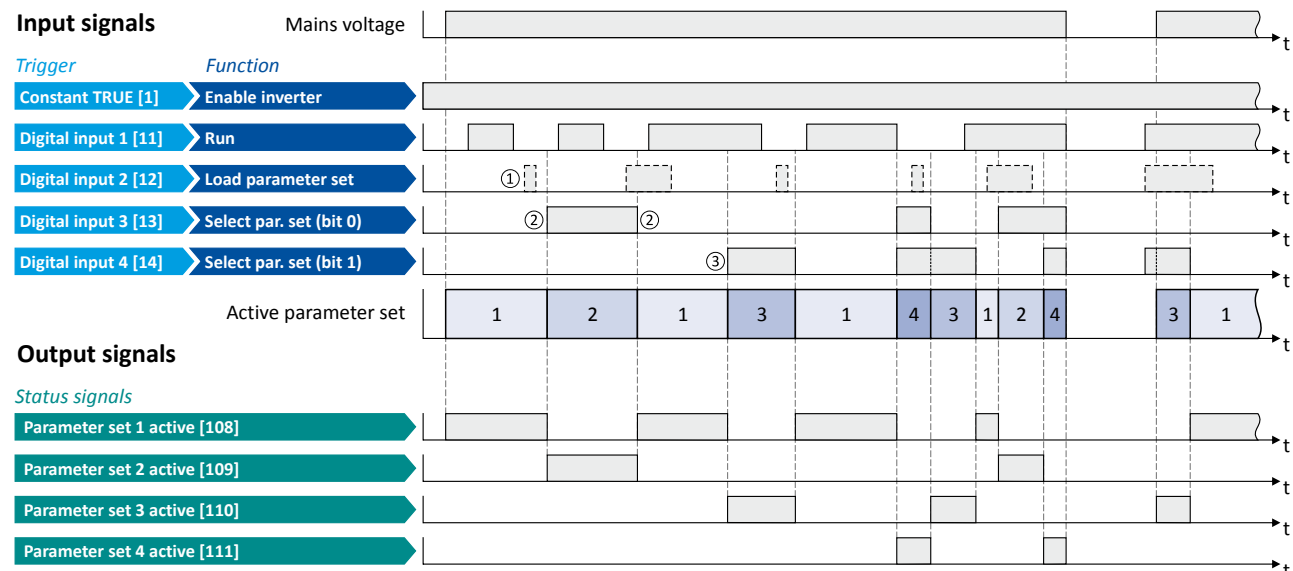 Input signals
Mains voltage
t
Trigger Function
Constant TRUE [1] Enable inverter
t
Digital input 1 [11] Run
t
Digital input 2 [12] Load parameter set
①
t
Digital input 3 [13] Select par. set (bit 0)
② ②
t
Digital input 4 [14] Select par. set (bit 1)
③
t
Active parameter set
1 2 1 3 1 4 3 1 2 4 3 1
t
Output signals
Status signals
Parameter set 1 active [108]
t
Parameter set 2 active [109]
t
Parameter set 3 active [110]
t
Parameter set 4 active [111]
t